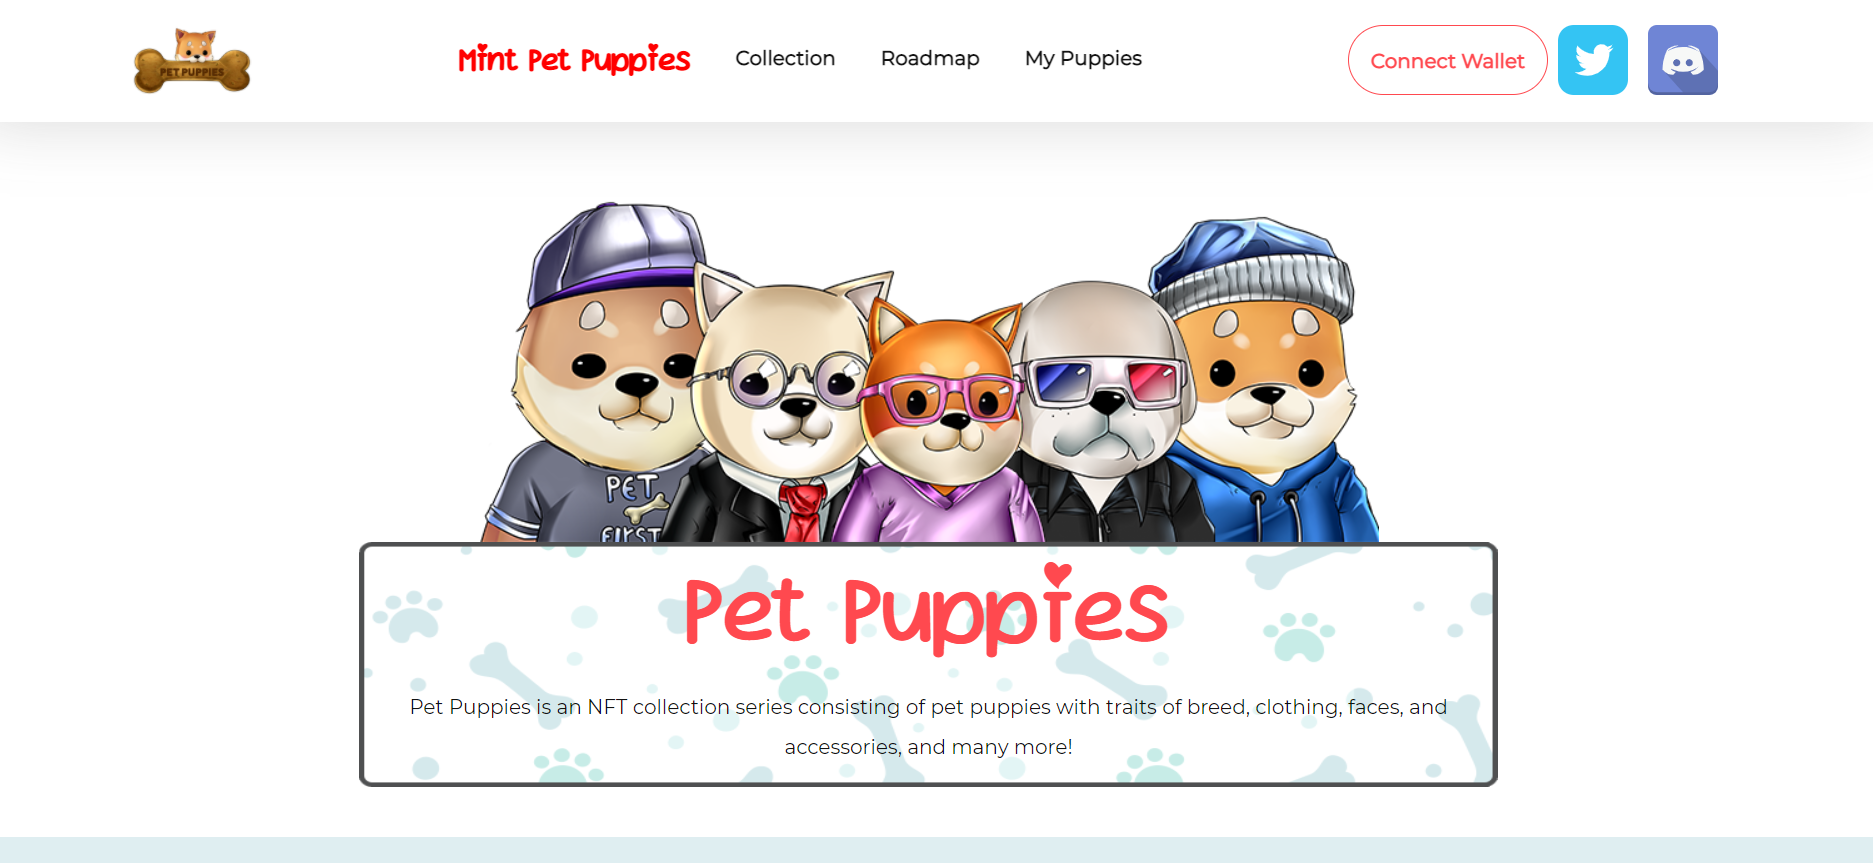 PET PUPPIES
Mint Pet Puppies
Collection
Roadmap
My Puppies
Connect Wallet
PET
FIRST
Pet Puppies
Pet Puppies is an NFT collection series consisting of pet puppies with traits of breed, clothing, faces, and
accessories, and many more!